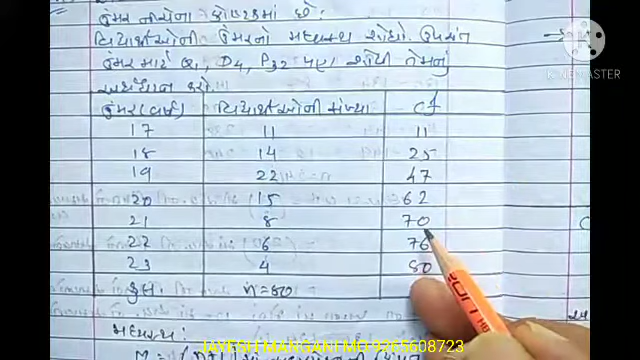 ઉંમર નીચેના કોષ્ટકમાં છે:
વિદ્યાર્થીઓની ઉંમરનો મધ્યસ્થ શોધો. ઉપરાંત
ઉંમર માટે Q₁, D4, P32 પણ શોધી તેમનું
અર્થઘટન કરો.
ઉંમર (વર્ષ) વિદ્યાર્થીઓની સંખ્યા cf
17 11 11
18 14 25
19 22 47
20 15 62
21 8 70
22 6 76
23 4 80
કુલ n=80
મધ્યસ્થ:
JAYESH MANGANI MO 9265608723
KINEMASTER